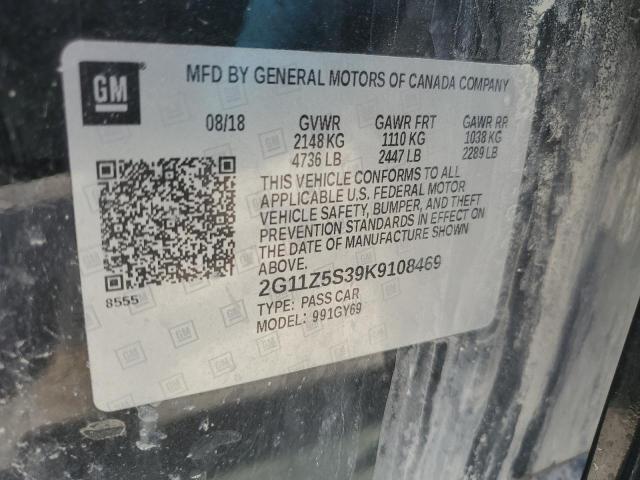 GM
MFD BY GENERAL MOTORS OF CANADA COMPANY
08/18 GVWR GAWR FRT GAWR RR
2148 KG 1110 KG 1038 KG
4736 LB 2447 LB 2289 LB
THIS VEHICLE CONFORMS TO ALL
APPLICABLE U.S. FEDERAL MOTOR
VEHICLE SAFETY, BUMPER, AND THEFT
PREVENTION STANDARDS IN EFFECT ON
THE DATE OF MANUFACTURE SHOWN
ABOVE.
8555
2G11Z5S39K9108469
TYPE: PASS CAR
MODEL: 991GY69